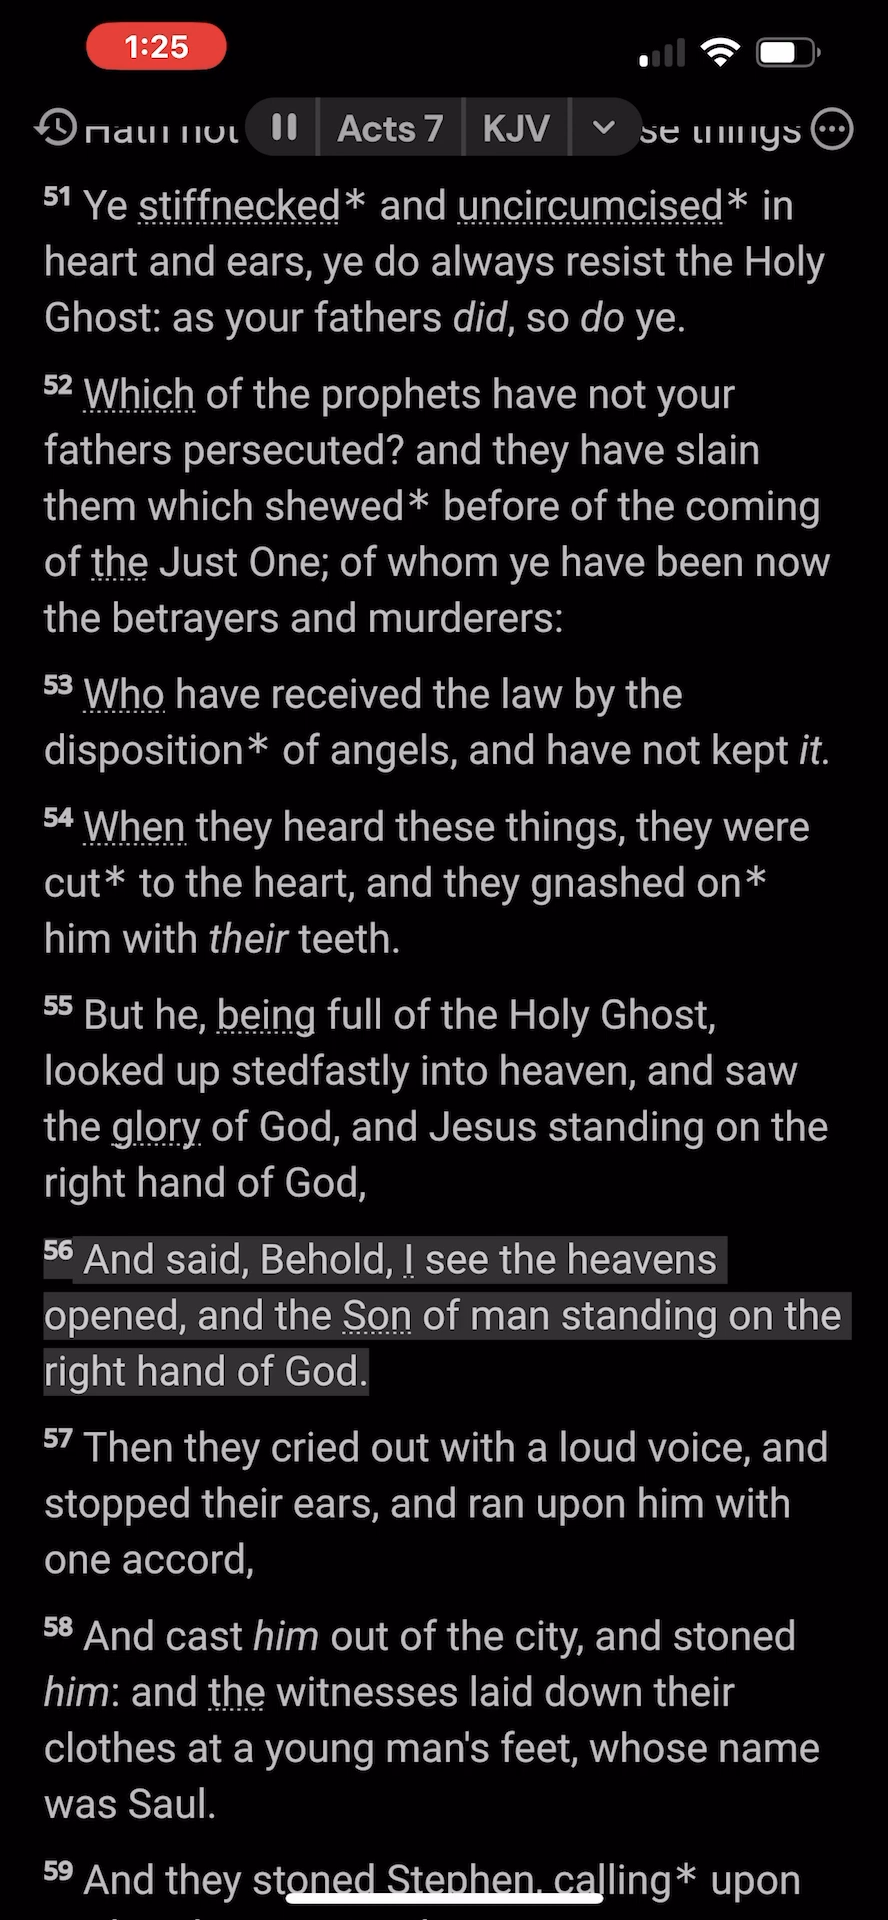 1:25
Hath not
Acts 7
KJV
se things
51 Ye stiffnecked* and uncircumcised* in
heart and ears, ye do always resist the Holy
Ghost: as your fathers did, so do ye.
52 Which of the prophets have not your
fathers persecuted? and they have slain
them which shewed* before of the coming
of the Just One; of whom ye have been now
the betrayers and murderers:
53 Who have received the law by the
disposition* of angels, and have not kept it.
54 When they heard these things, they were
cut* to the heart, and they gnashed on*
him with their teeth.
55 But he, being full of the Holy Ghost,
looked up stedfastly into heaven, and saw
the glory of God, and Jesus standing on the
right hand of God,
56 And said, Behold, I see the heavens
opened, and the Son of man standing on the
right hand of God.
57 Then they cried out with a loud voice, and
stopped their ears, and ran upon him with
one accord,
58 And cast him out of the city, and stoned
him: and the witnesses laid down their
clothes at a young man's feet, whose name
was Saul.
59 And they stoned Stephen, calling* upon